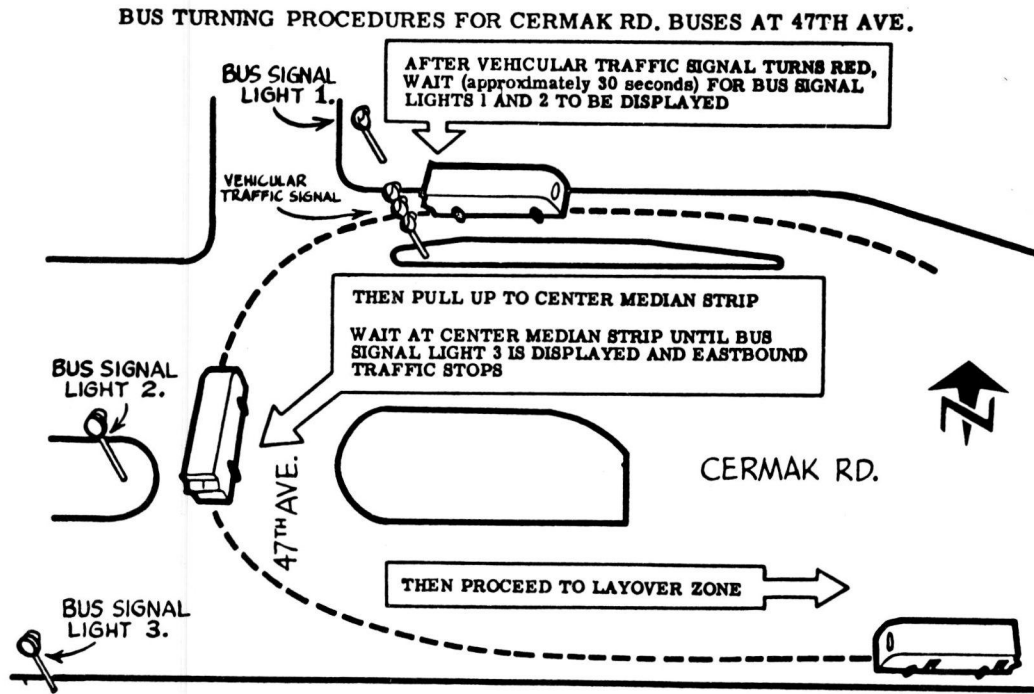 BUS TURNING PROCEDURES FOR CERMAK RD. BUSES AT 47TH AVE.
AFTER VEHICULAR TRAFFIC SIGNAL TURNS RED,
WAIT (approximately 30 seconds) FOR BUS SIGNAL
LIGHTS 1 AND 2 TO BE DISPLAYED
BUS SIGNAL
LIGHT 1.
VEHICULAR
TRAFFIC SIGNAL
THEN PULL UP TO CENTER MEDIAN STRIP
WAIT AT CENTER MEDIAN STRIP UNTIL BUS
SIGNAL LIGHT 3 IS DISPLAYED AND EASTBOUND
TRAFFIC STOPS
BUS SIGNAL
LIGHT 2.
N
CERMAK RD.
47TH AVE.
THEN PROCEED TO LAYOVER ZONE
BUS SIGNAL
LIGHT 3.